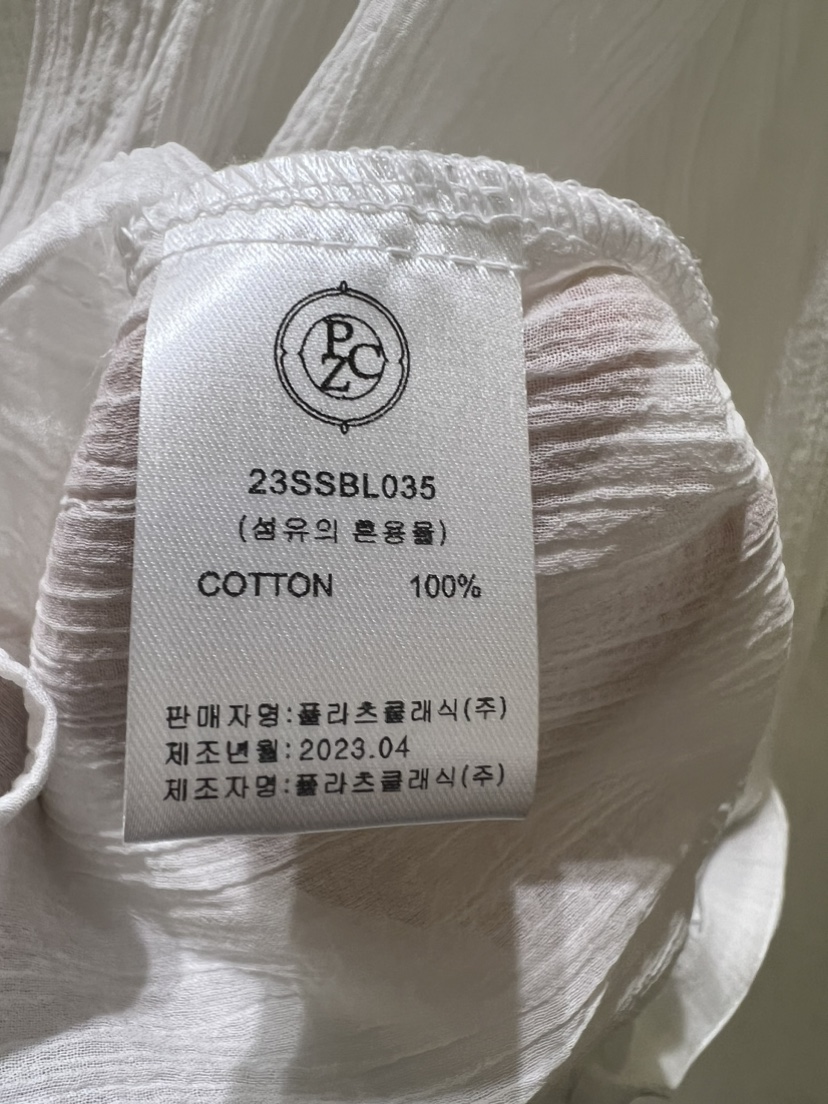 PZC
23SSBL035
(섬유의 혼용율)
COTTON 100%
판매자명:플라츠클래식(주)
제조년월:2023.04
제조자명:플라츠클래식(주)